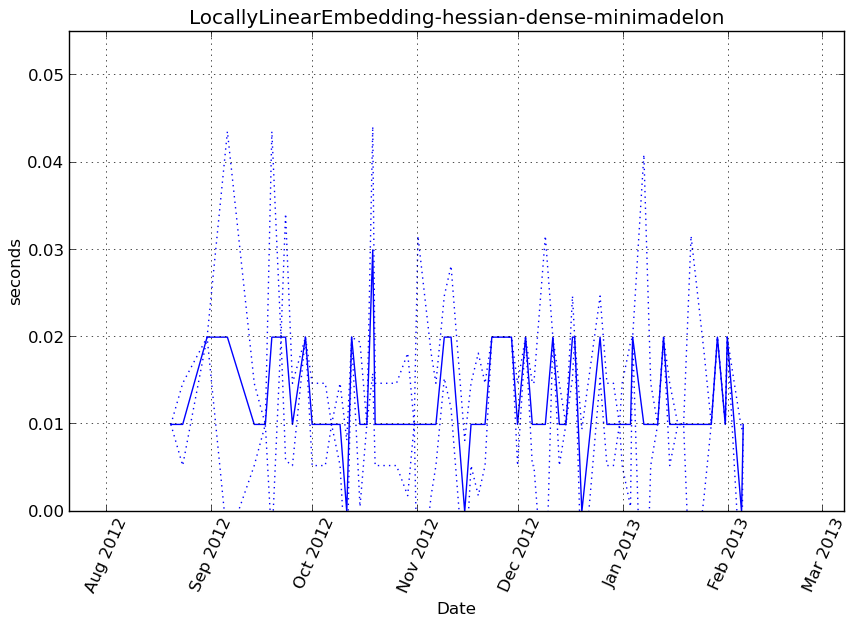 LocallyLinearEmbedding-hessian-dense-minimadelon
0.05
0.04
0.03
0.02
0.01
0.00
seconds
Aug 2012
Sep 2012
Oct 2012
Nov 2012
Dec 2012
Jan 2013
Feb 2013
Mar 2013
Date